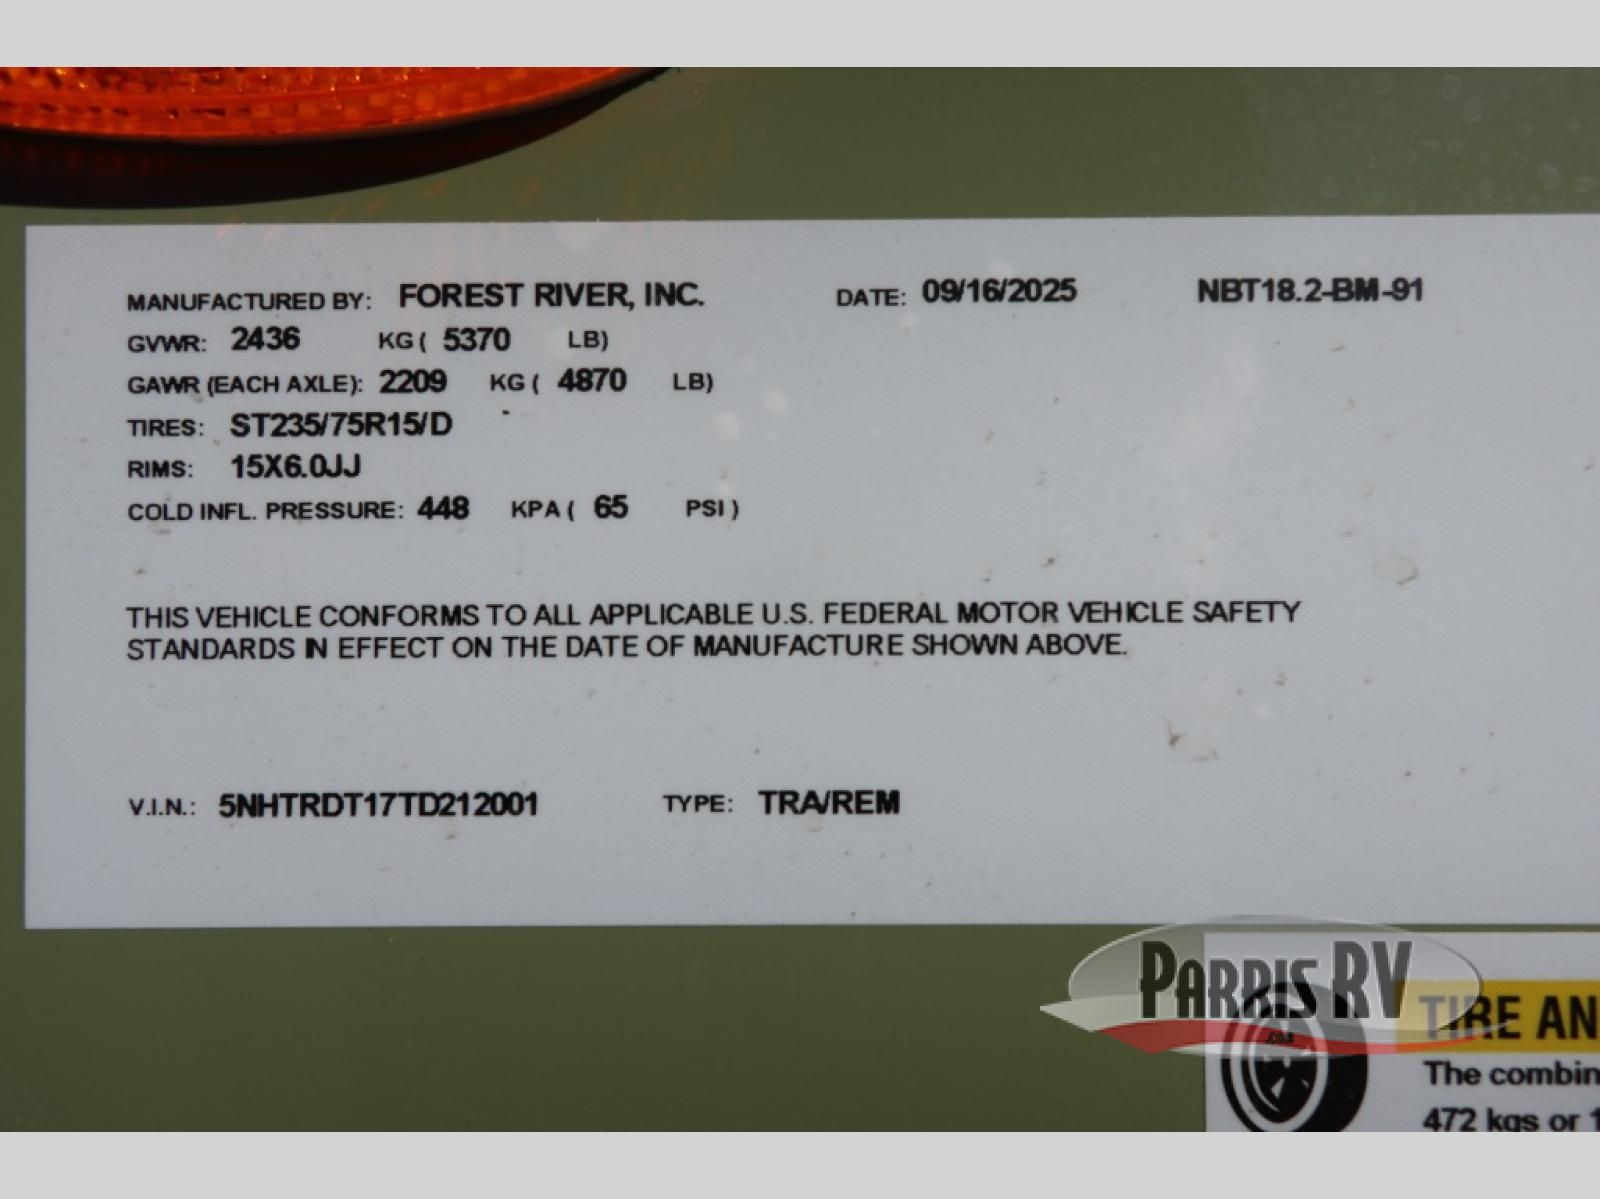 MANUFACTURED BY: FOREST RIVER, INC. DATE: 09/16/2025 NBT18.2-BM-91
GVWR: 2436 KG ( 5370 LB)
GAWR (EACH AXLE): 2209 KG ( 4870 LB)
TIRES: ST235/75R15/D
RIMS: 15X6.0JJ
COLD INFL. PRESSURE: 448 KPA ( 65 PSI )
THIS VEHICLE CONFORMS TO ALL APPLICABLE U.S. FEDERAL MOTOR VEHICLE SAFETY
STANDARDS IN EFFECT ON THE DATE OF MANUFACTURE SHOWN ABOVE.
V.I.N.: 5NHTRDT17TD212001 TYPE: TRA/REM
PARRIS RV
.COM
TIRE AN
The combin
472 kgs or 1